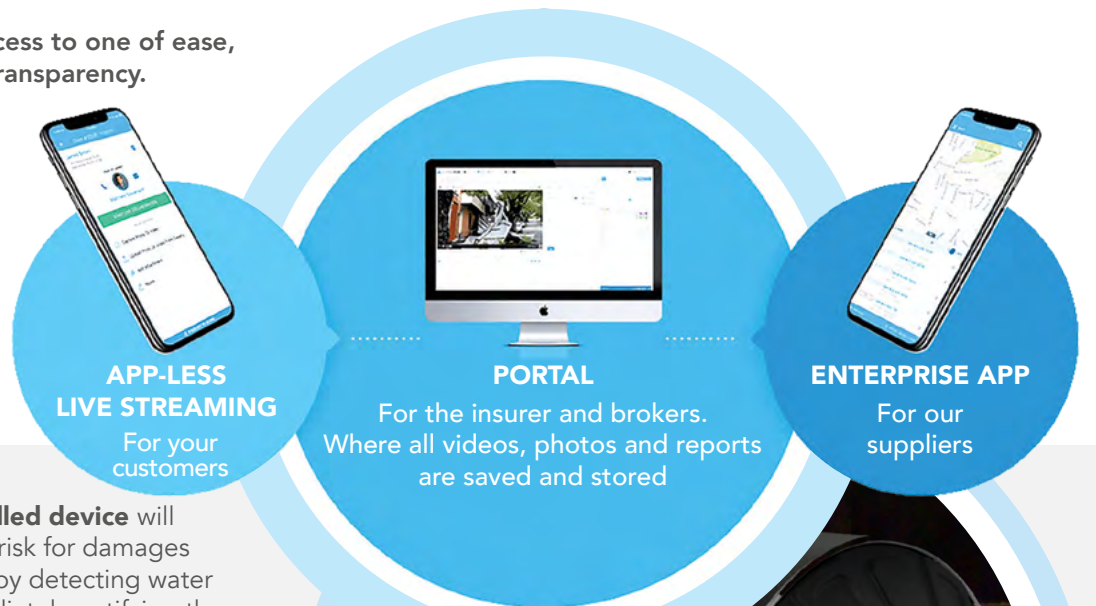 cess to one of ease,
ransparency.
APP-LESS
LIVE STREAMING
For your
customers
PORTAL
For the insurer and brokers.
Where all videos, photos and reports
are saved and stored
ENTERPRISE APP
For our
suppliers
lled device will
risk for damages
by detecting water